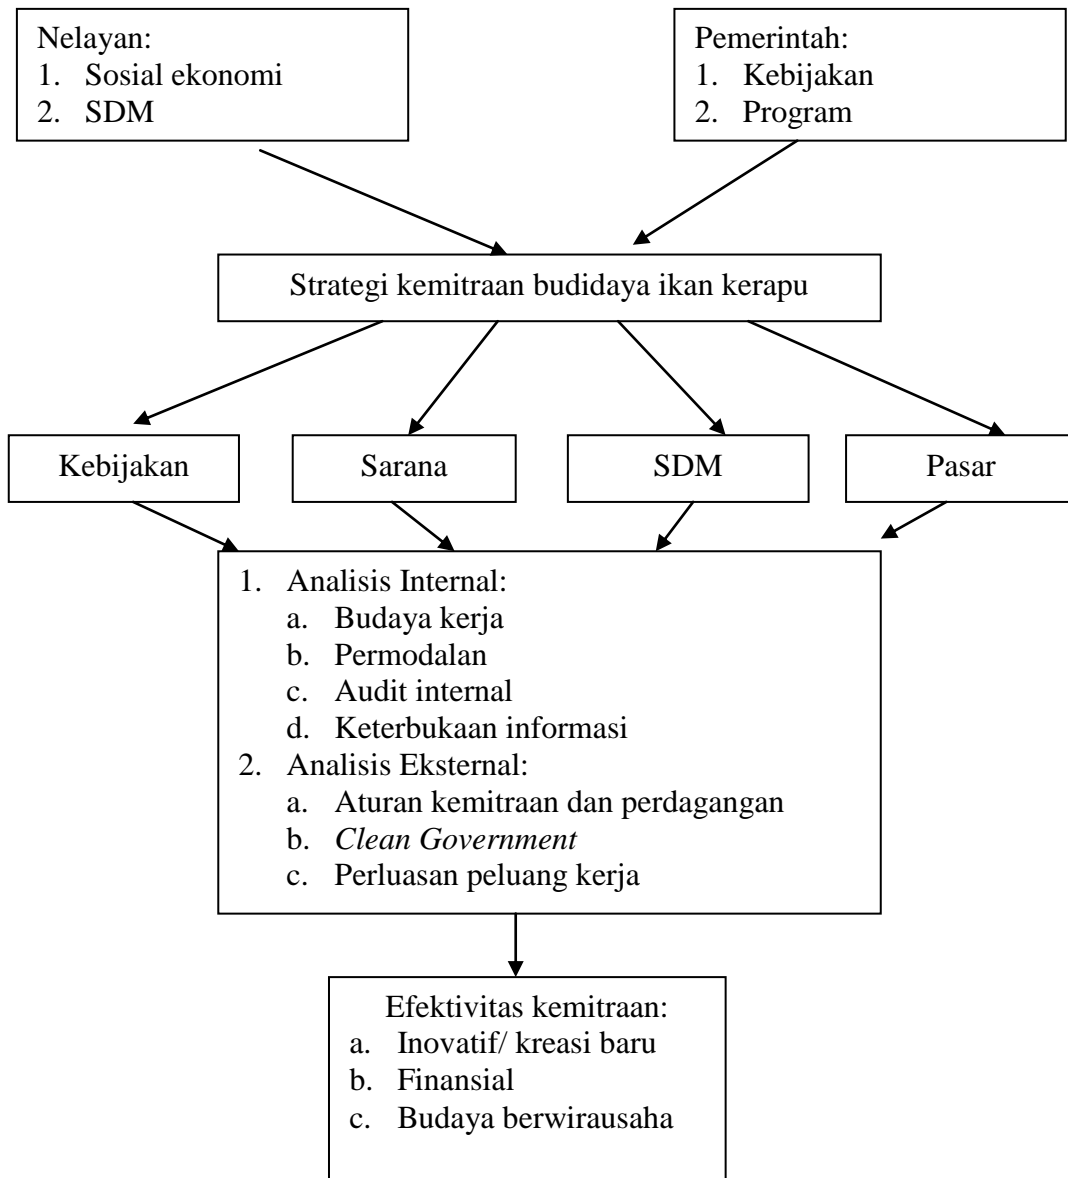 Nelayan:
1. Sosial ekonomi
2. SDM
Pemerintah:
1. Kebijakan
2. Program
Strategi kemitraan budidaya ikan kerapu
Kebijakan
Sarana
SDM
Pasar
1. Analisis Internal:
a. Budaya kerja
b. Permodalan
c. Audit internal
d. Keterbukaan informasi
2. Analisis Eksternal:
a. Aturan kemitraan dan perdagangan
b. Clean Government
c. Perluasan peluang kerja
Efektivitas kemitraan:
a. Inovatif/ kreasi baru
b. Finansial
c. Budaya berwirausaha